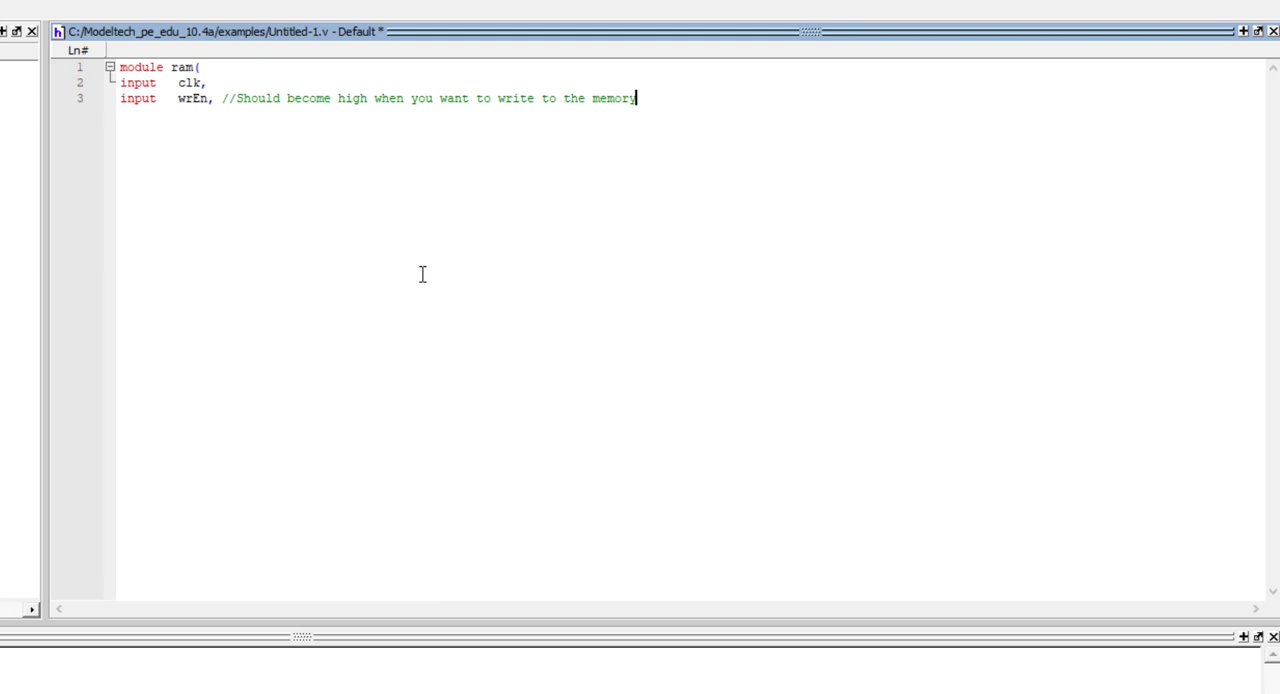 C:/Modeltech_pe_edu_10.4a/examples/Untitled-1.v - Default *
Ln#
1 module ram(
2 input clk,
3 input wrEn, //Should become high when you want to write to the memory